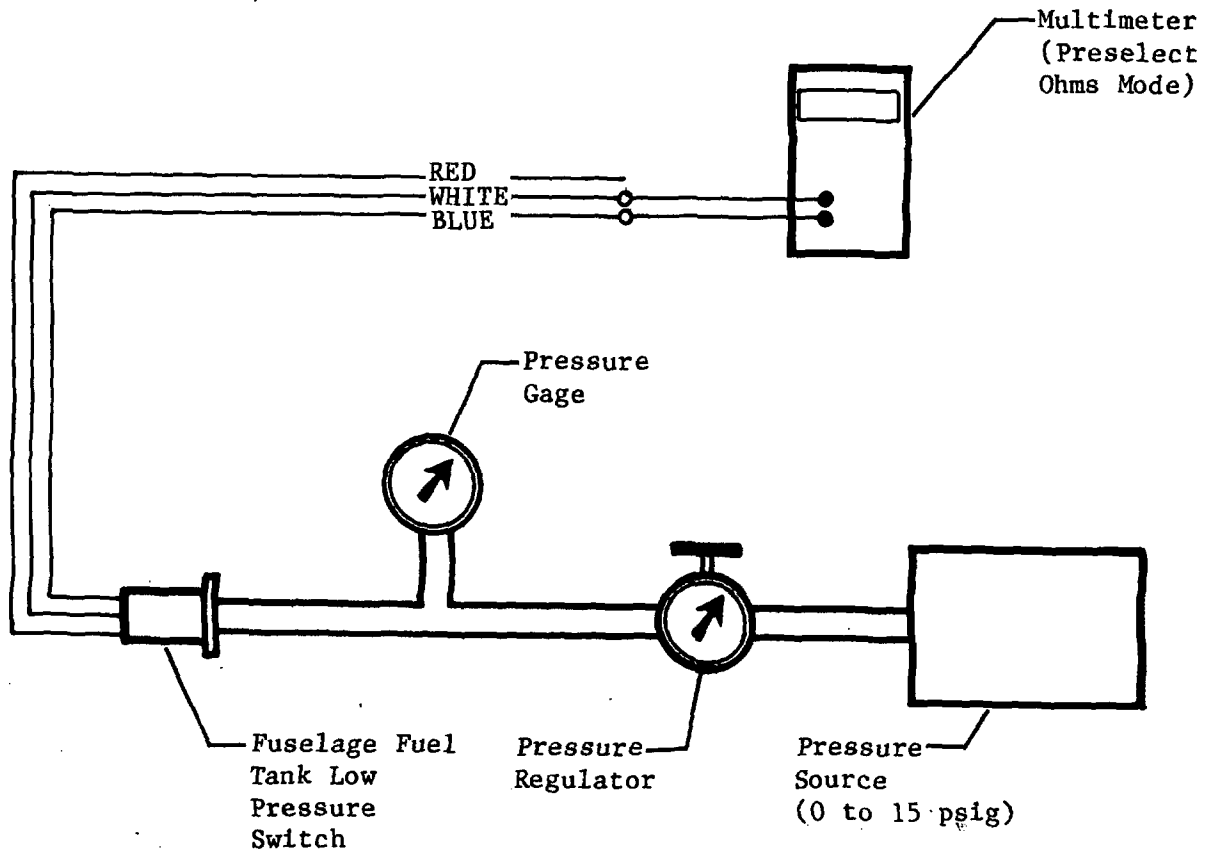 Multimeter
(Preselect
Ohms Mode)
RED
WHITE
BLUE
Pressure
Gage
Fuselage Fuel
Tank Low
Pressure
Switch
Pressure
Regulator
Pressure
Source
(0 to 15 psig)